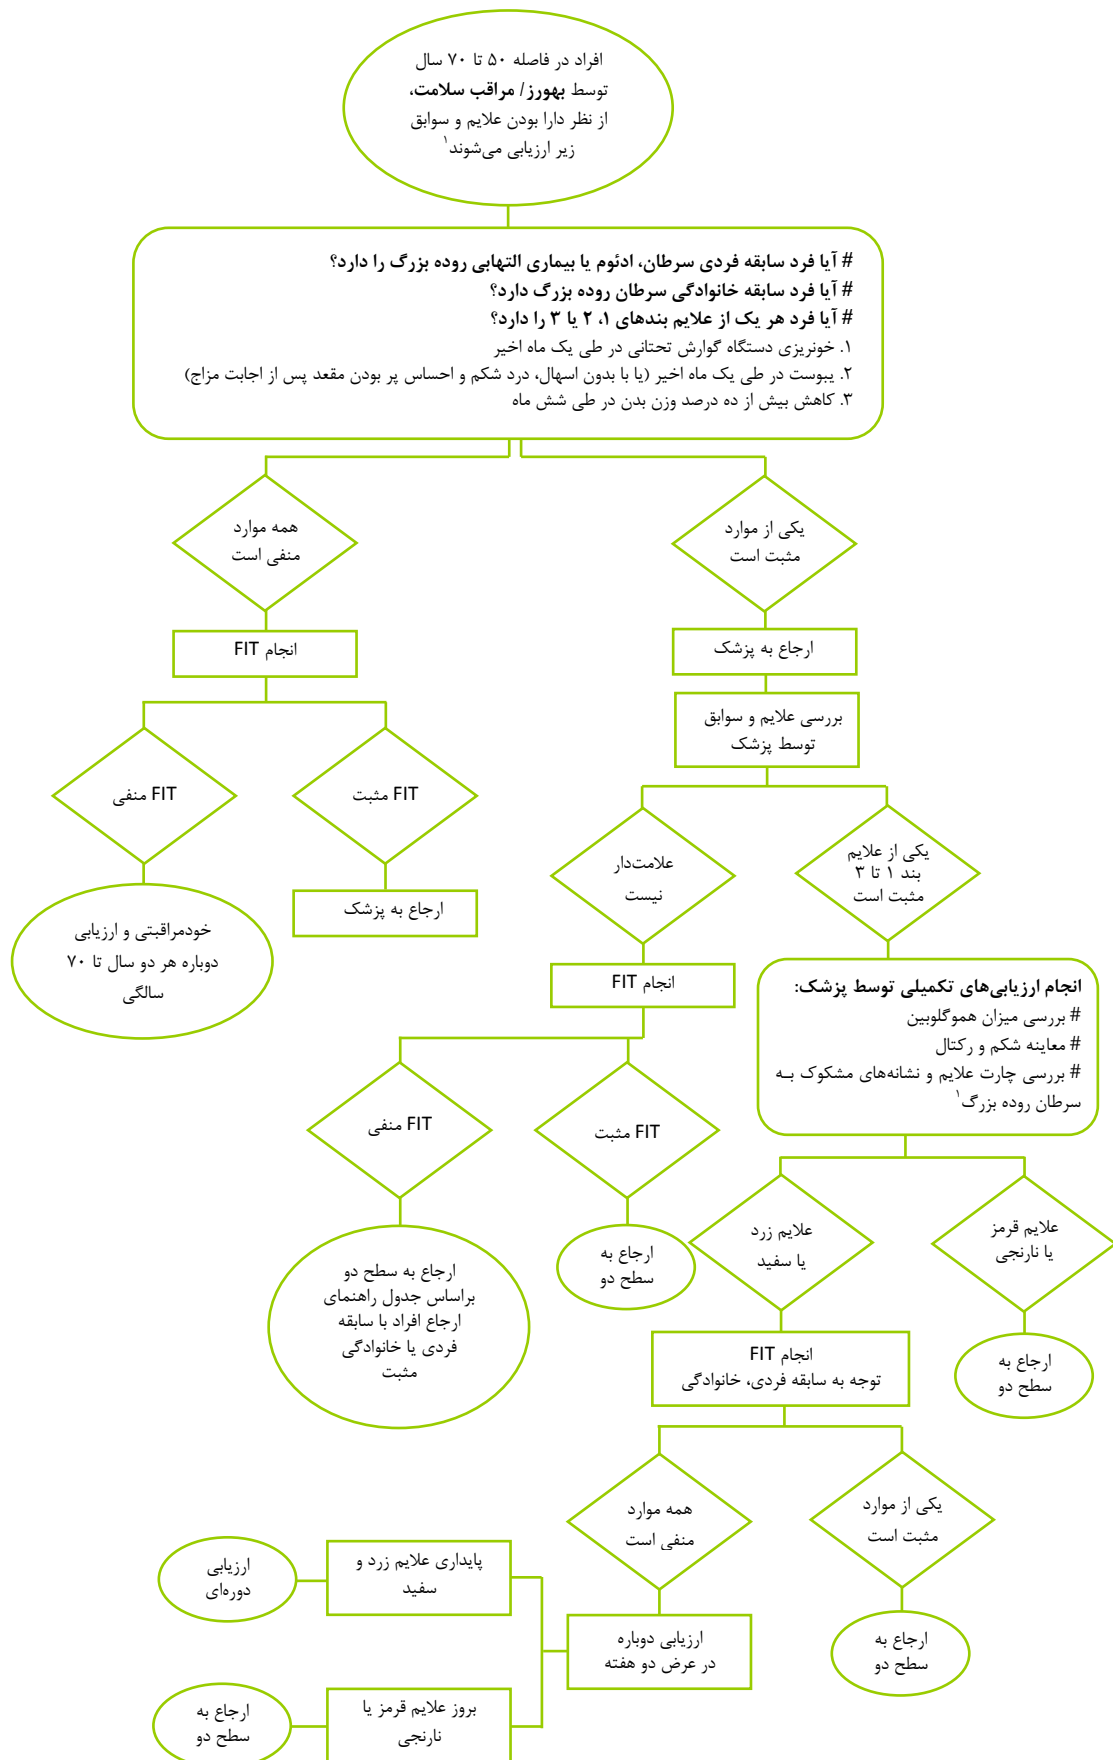 افراد در فاصله ۵۰ تا ۷۰ سال
توسط بهورز/ مراقب سلامت،
از نظر دارا بودن علایم و سوابق
زیر ارزیابی می‌شوند۱
# آیا فرد سابقه فردی سرطان، ادئوم یا بیماری التهابی روده بزرگ را دارد؟
# آیا فرد سابقه خانوادگی سرطان روده بزرگ دارد؟
# آیا فرد هر یک از علایم بندهای ۱، ۲ یا ۳ را دارد؟
۱. خونریزی دستگاه گوارش تحتانی در طی یک ماه اخیر
۲. یبوست در طی یک ماه اخیر (یا با بدون اسهال، درد شکم و احساس پر بودن مقعد پس از اجابت مزاج)
۳. کاهش بیش از ده درصد وزن بدن در طی شش ماه
یکی از موارد
مثبت است
همه موارد
منفی است
ارجاع به پزشک
انجام FIT
بررسی علایم و سوابق
توسط پزشک
FIT مثبت
FIT منفی
یکی از علایم
بند ۱ تا ۳
مثبت است
علامت‌دار
نیست
ارجاع به پزشک
خودمراقبتی و ارزیابی
دوباره هر دو سال تا ۷۰
سالگی
انجام ارزیابی‌های تکمیلی توسط پزشک:
# بررسی میزان هموگلوبین
# معاینه شکم و رکتال
# بررسی چارت علایم و نشانه‌های مشکوک بـه
سرطان روده بزرگ۱
انجام FIT
FIT مثبت
FIT منفی
علایم قرمز
یا نارنجی
علایم زرد
یا سفید
ارجاع به
سطح دو
ارجاع به سطح دو
براساس جدول راهنمای
ارجاع افراد با سابقه
فردی یا خانوادگی
مثبت
ارجاع به
سطح دو
انجام FIT
توجه به سابقه فردی، خانوادگی
یکی از موارد
مثبت است
همه موارد
منفی است
پایداری علایم زرد و
سفید
ارزیابی
دوره‌ای
ارجاع به
سطح دو
ارزیابی دوباره
در عرض دو هفته
بروز علایم قرمز یا
نارنجی
ارجاع به
سطح دو